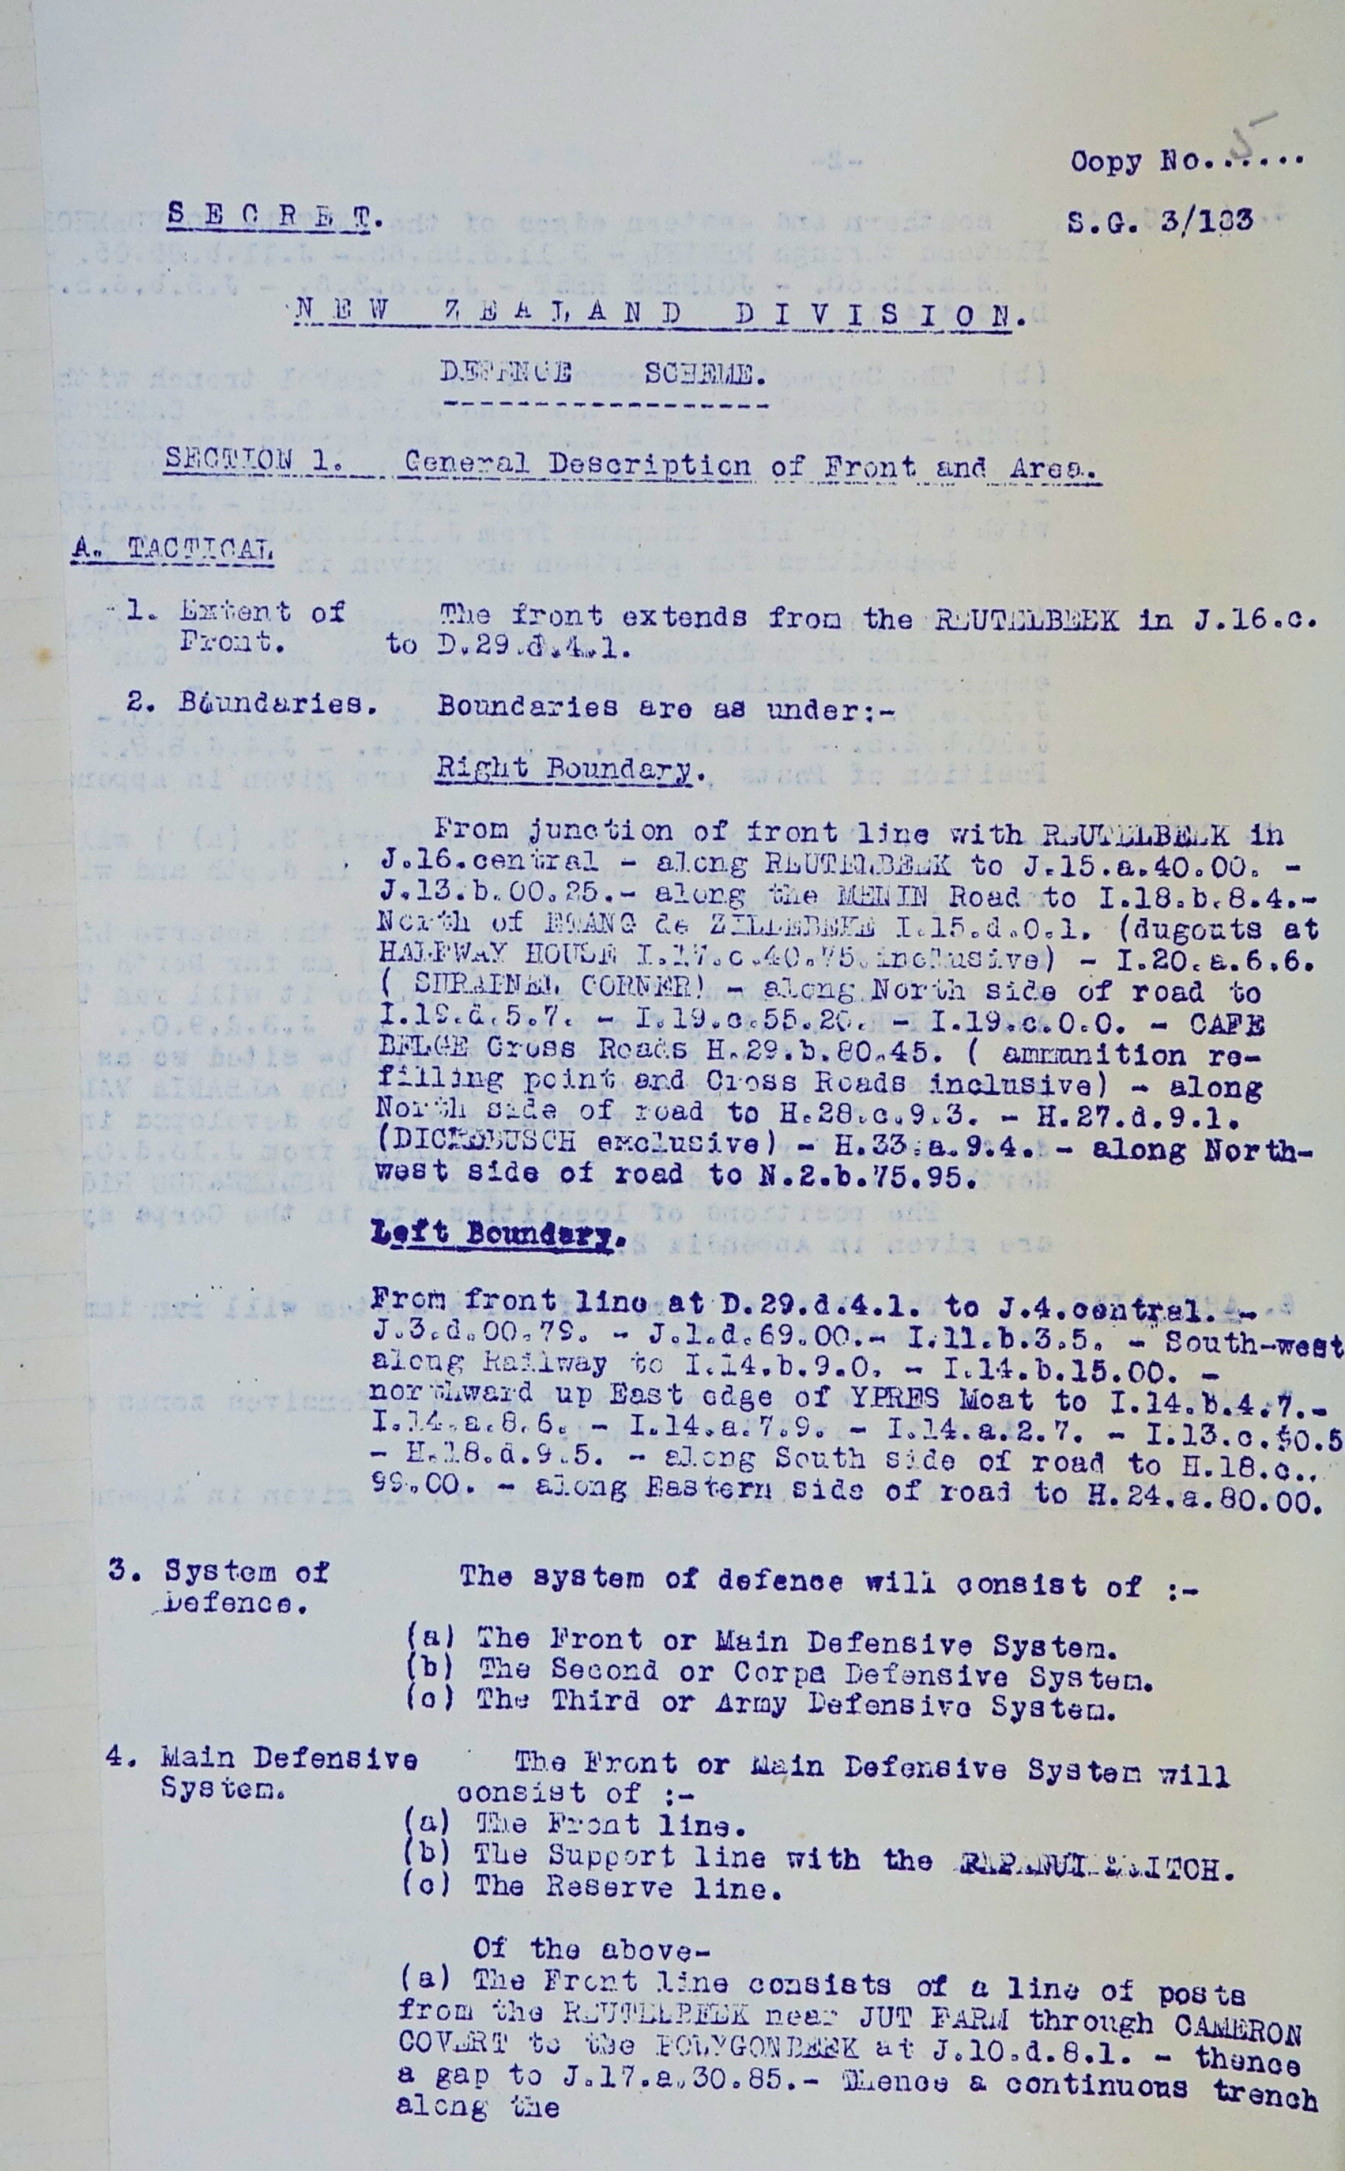 Copy No...5...
SECRET.
S.G. 3/183
NEW ZEALAND DIVISION.
DEFENCE SCHEME.
SECTION 1. General Description of Front and Area.
A. TACTICAL
1. Extent of Front.
The front extends from the REUTELBEEK in J.16.c.
to D.29.d.4.1.
2. Boundaries. Boundaries are as under:-
Right Boundary.
From junction of front line with REUTELBEEK in
J.16.central - along REUTELBEEK to J.15.a.40.00. -
J.13.b.00.25.- along the MENIN Road to I.18.b.8.4.-
North of ETANG de ZILLEBEKE I.15.d.0.1. (dugouts at
HALFWAY HOUSE I.17.c.40.75.inclusive) - I.20.a.6.6.
( SHRAPNEL CORNER) - along North side of road to
I.19.d.5.7. - I.19.c.55.20. - I.19.c.0.0. - CAFE
BELGE Cross Roads H.29.b.80.45. ( ammunition re-
filling point and Cross Roads inclusive) - along
North side of road to H.28.c.9.3. - H.27.d.9.1.
(DICKEBUSCH exclusive) - H.33.a.9.4. - along North-
west side of road to N.2.b.75.95.
Left Boundary.
From front line at D.29.d.4.1. to J.4.central. -
J.3.d.00.79. - J.1.d.69.00.- I.11.b.3.5. - South-west
along Railway to I.14.b.9.0. - I.14.b.15.00. -
northward up East edge of YPRES Moat to I.14.b.4.7.-
I.14.a.8.6. - I.14.a.7.9. - I.14.a.2.7. - I.13.c.50.5
- H.18.d.9.5. - along South side of road to H.18.c..
99.00. - along Eastern side of road to H.24.a.80.00.
3. System of Defence.
The system of defence will consist of :-
(a) The Front or Main Defensive System.
(b) The Second or Corps Defensive System.
(c) The Third or Army Defensive System.
4. Main Defensive System.
The Front or Main Defensive System will
consist of :-
(a) The Front line.
(b) The Support line with the RAPANUI SWITCH.
(c) The Reserve line.
Of the above-
(a) The Front line consists of a line of posts
from the REUTELBEEK near JUT FARM through CAMERON
COVERT to the POLYGONBEEK at J.10.d.8.1. - thence
a gap to J.17.a.30.85.- Thence a continuous trench
along the